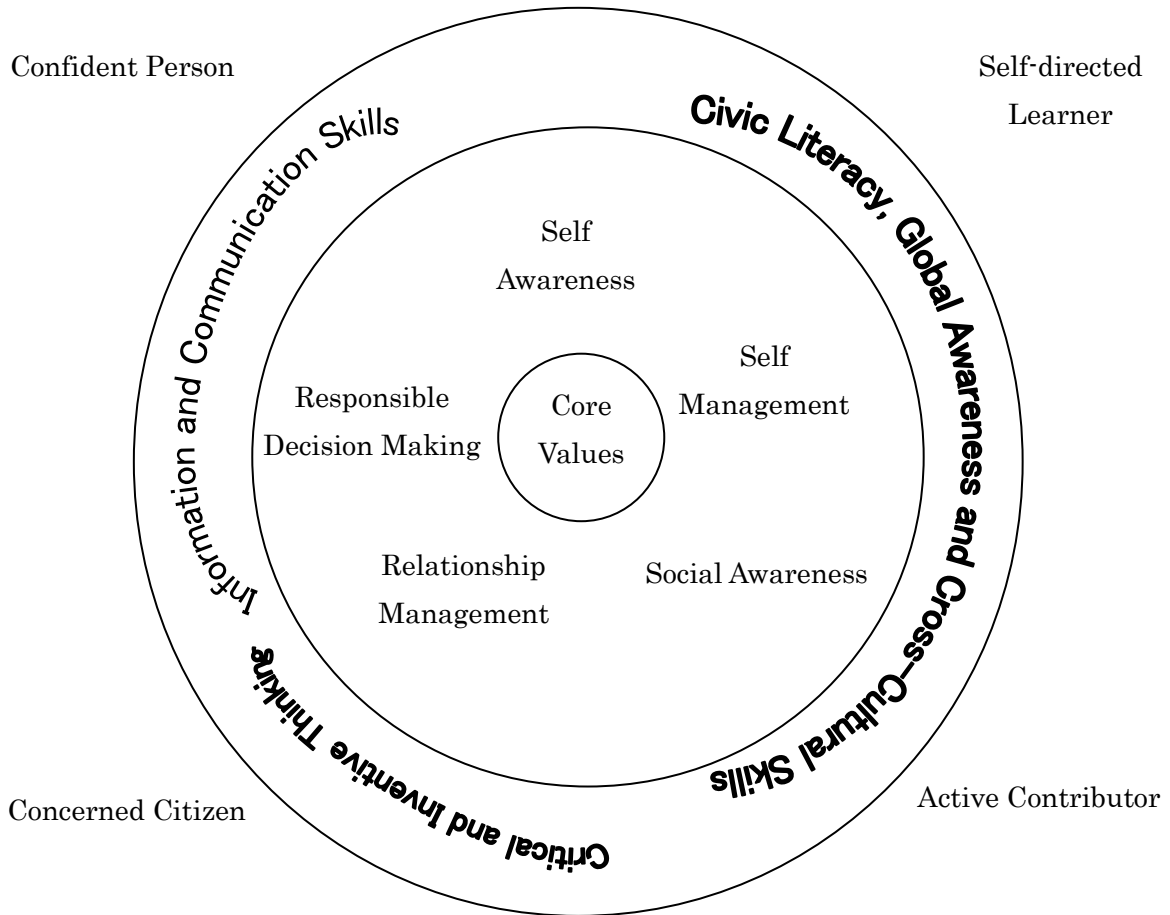 Confident Person
Self-directed
Learner
Information and Communication Skills
Civic Literacy, Global Awareness and Cross-Cultural Skills
Self
Awareness
Self
Management
Responsible
Decision Making
Core
Values
Relationship
Management
Social Awareness
Critical and Inventive Thinking
Concerned Citizen
Active Contributor